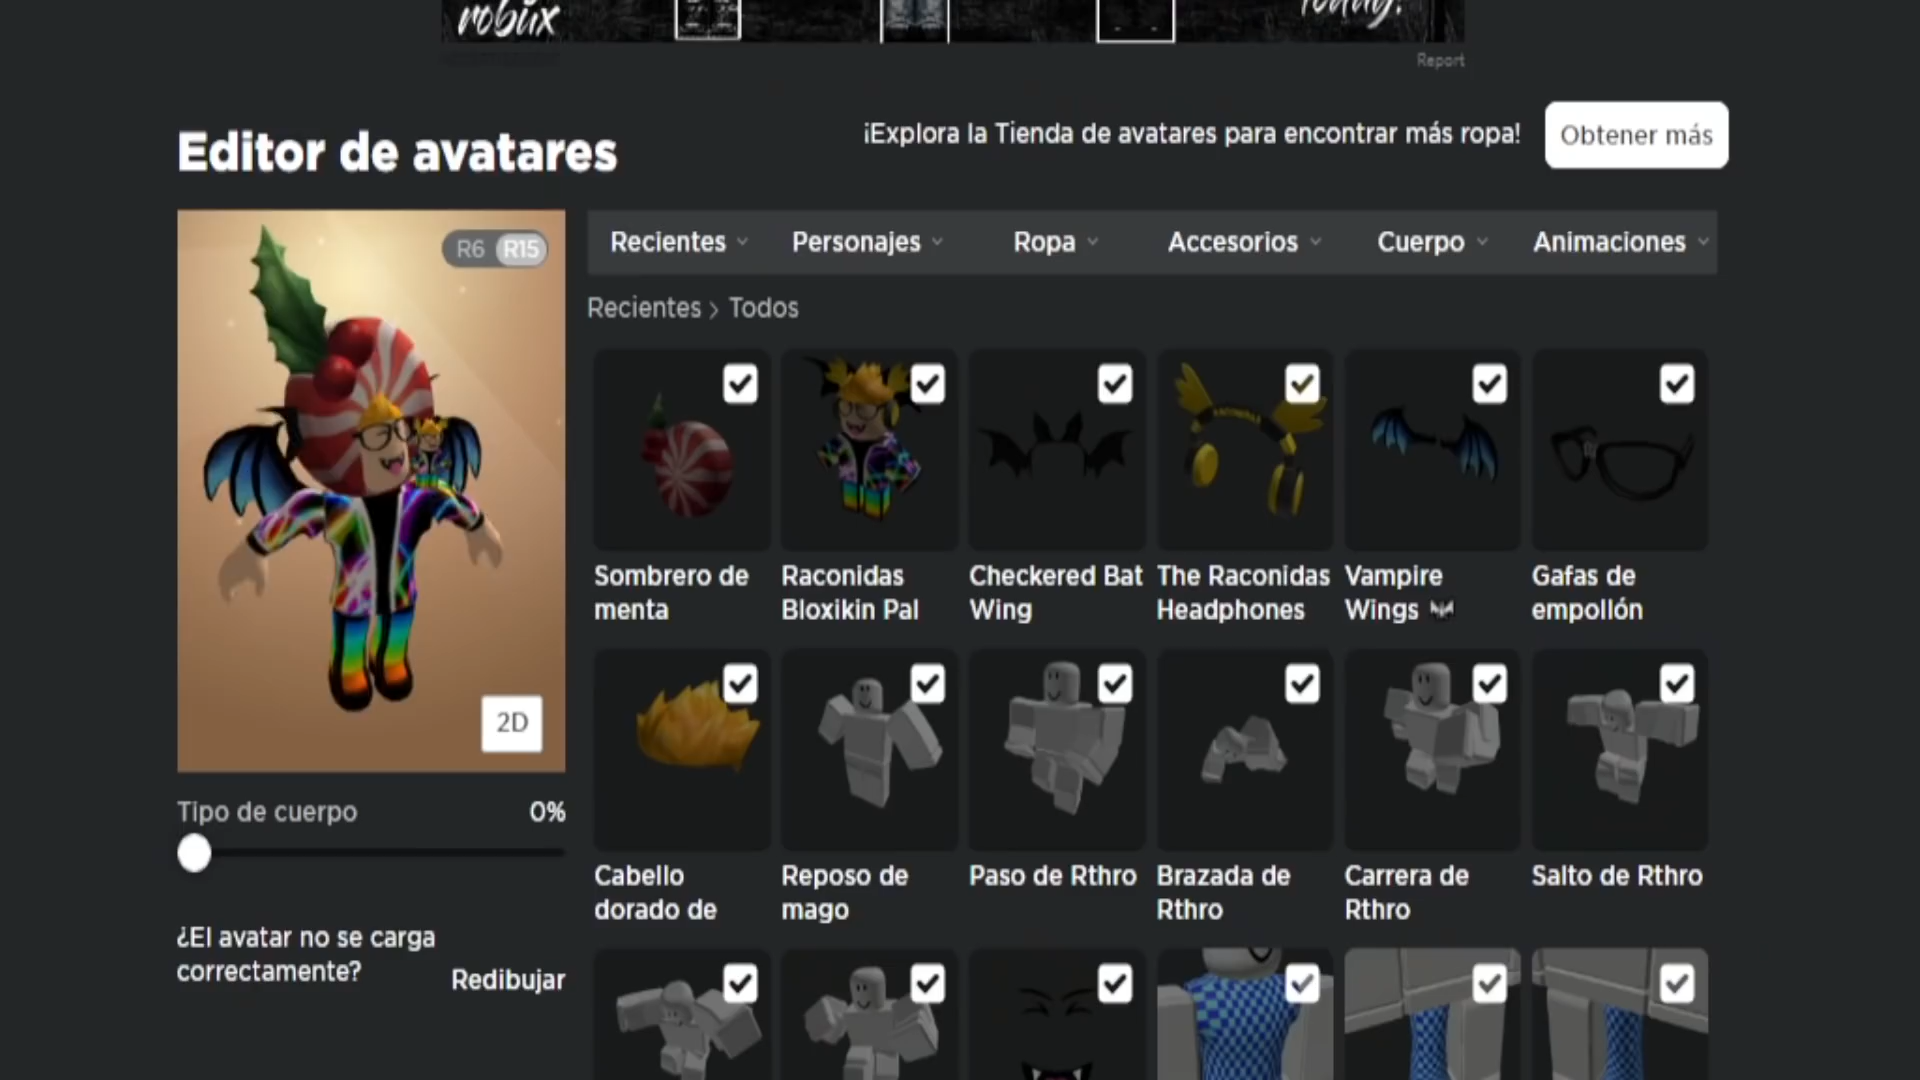 robux
today!
Report
Editor de avatares
¡Explora la Tienda de avatares para encontrar más ropa!
Obtener más
R6 R15
Recientes
Personajes
Ropa
Accesorios
Cuerpo
Animaciones
Recientes > Todos
Sombrero de
menta
Raconidas
Bloxikin Pal
Checkered Bat
Wing
The Raconidas
Headphones
Vampire
Wings
Gafas de
empollón
2D
Tipo de cuerpo
0%
Cabello
dorado de
Reposo de
mago
Paso de Rthro
Brazada de
Rthro
Carrera de
Rthro
Salto de Rthro
¿El avatar no se carga
correctamente?
Redibujar